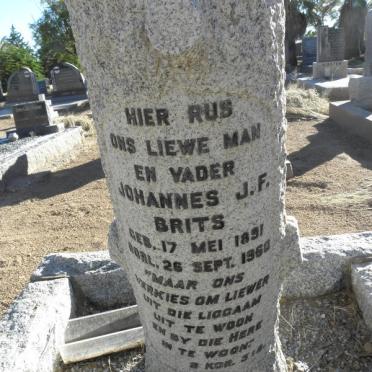 HIER RUS
ONS LIEWE MAN
EN VADER
JOHANNES J. F.
BRITS
GEB. 17 MEI 1891
OORL. 26 SEPT. 1960
"MAAR ONS
VERKIES OM LIEWER
UIT DIE LIGGAAM
UIT TE WOON
EN BY DIE HERE
IN TE WOON."
2 KOR. 5:8